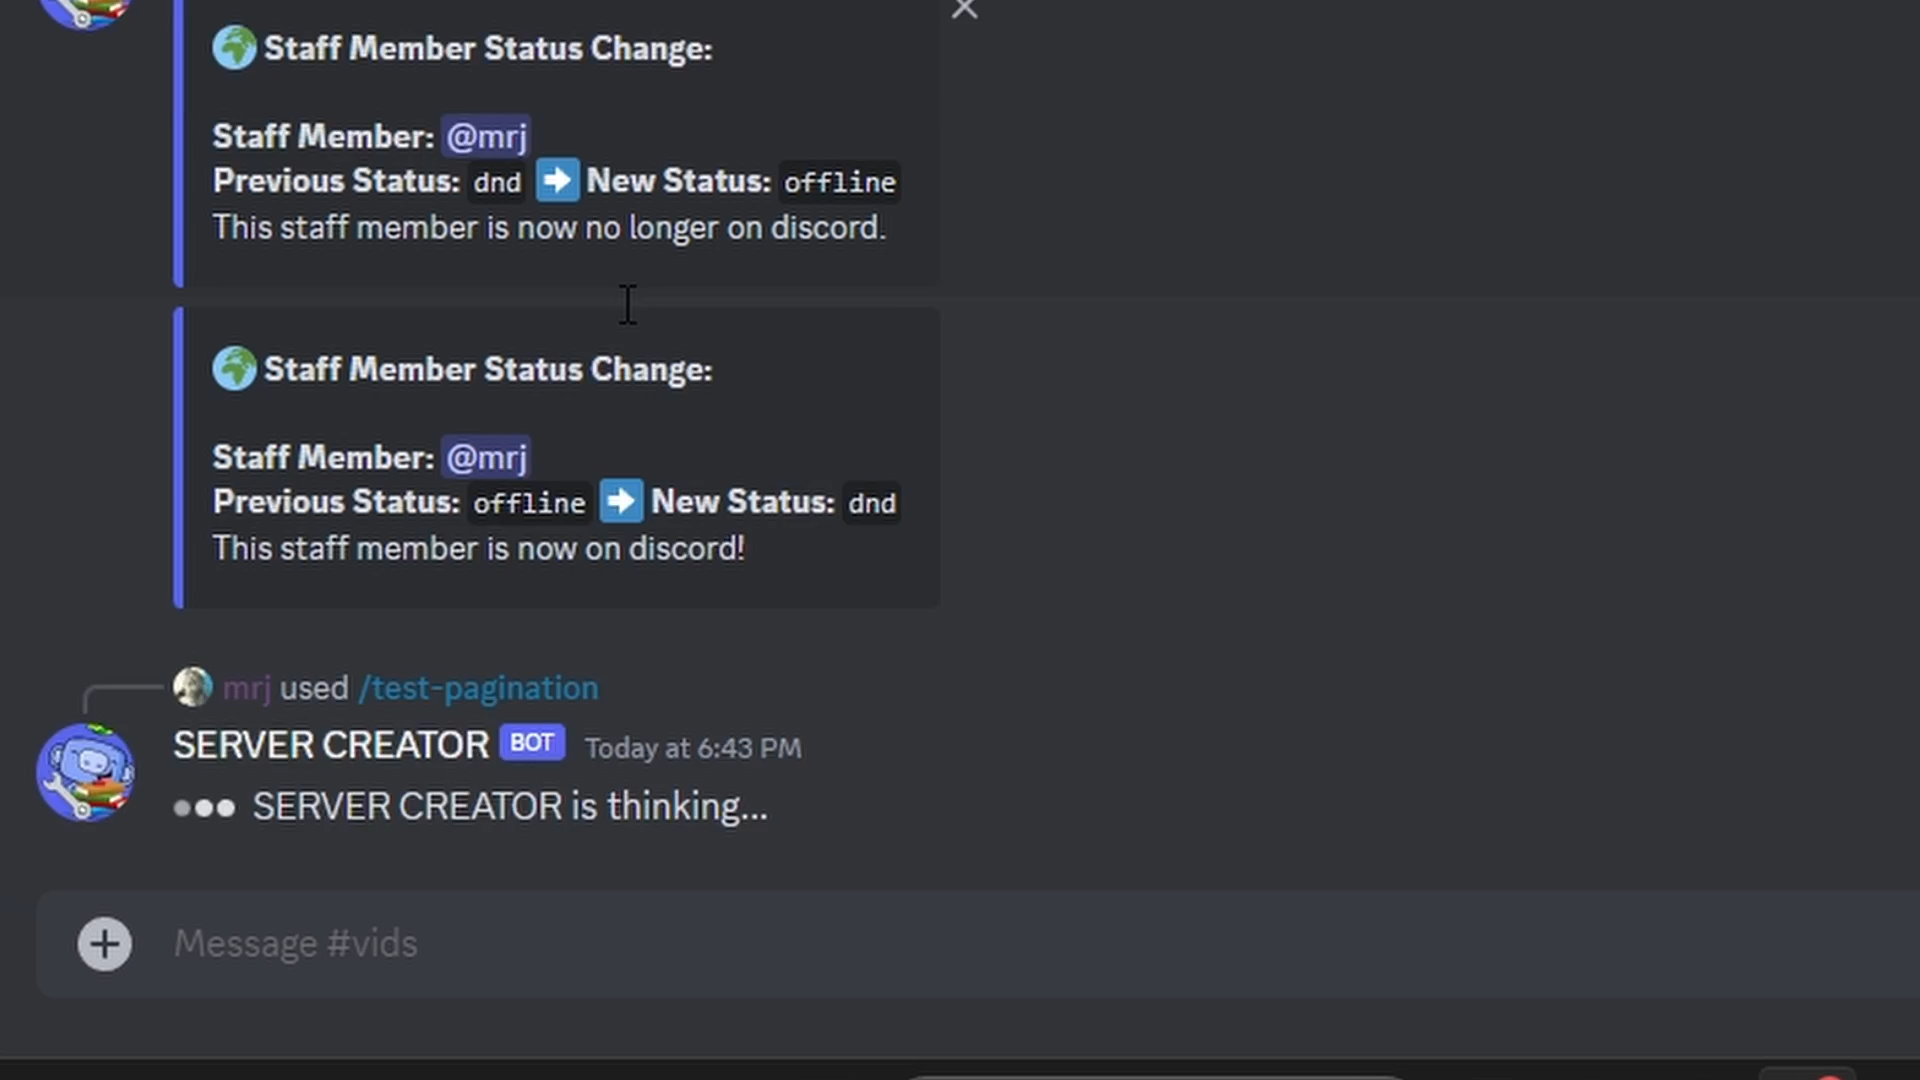 Staff Member Status Change:
Staff Member: @mrj
Previous Status: dnd ➡ New Status: offline
This staff member is now no longer on discord.
Staff Member Status Change:
Staff Member: @mrj
Previous Status: offline ➡ New Status: dnd
This staff member is now on discord!
mrj used /test-pagination
SERVER CREATOR BOT Today at 6:43 PM
SERVER CREATOR is thinking...
Message #vids